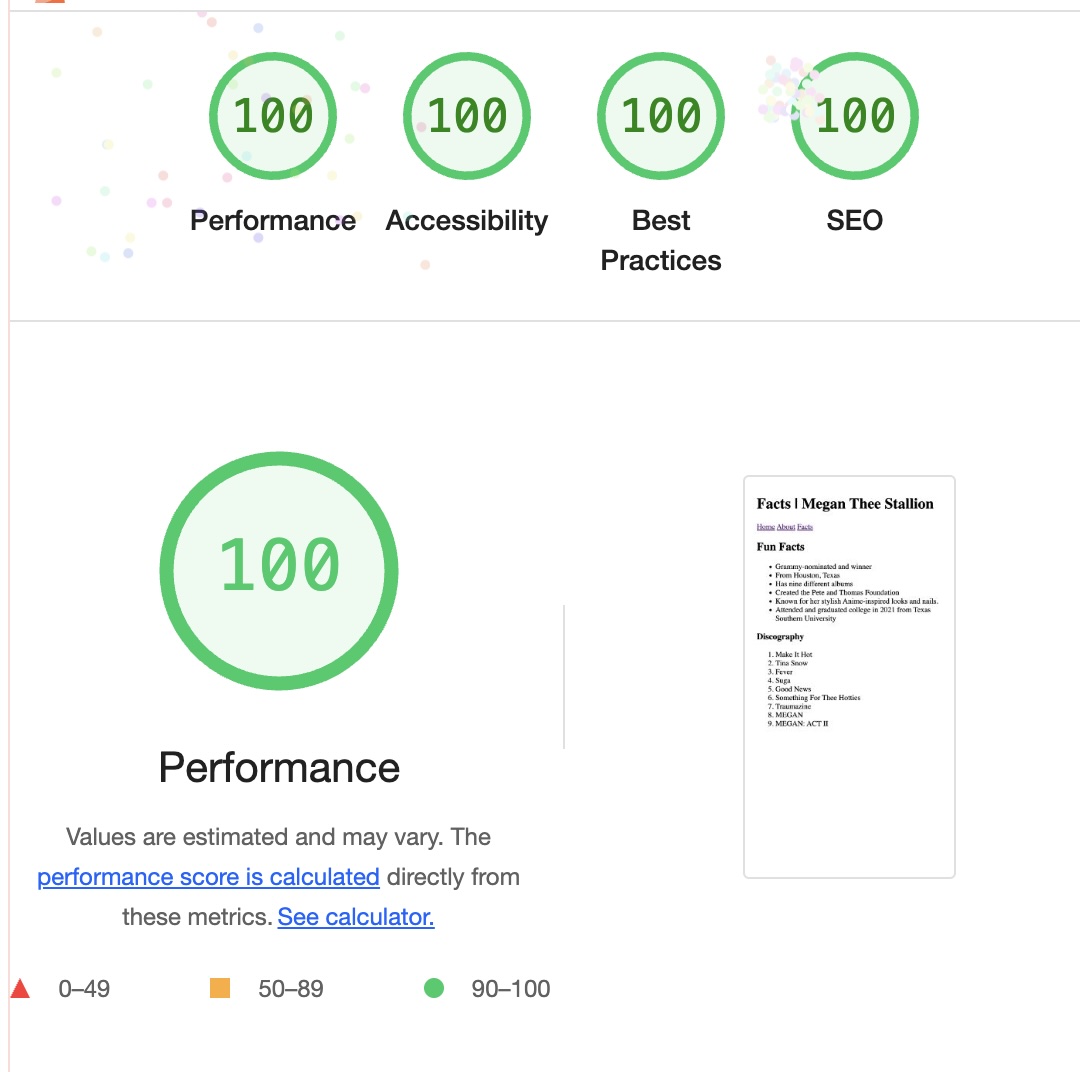 100
100
100
100
Performance
Accessibility
Best
Practices
SEO
100
Performance
Values are estimated and may vary. The
performance score is calculated directly from
these metrics. See calculator.
0–49
50–89
90–100
Facts | Megan Thee Stallion
Home About Facts
Fun Facts
• Grammy-nominated and winner
• From Houston, Texas
• Has nine different albums
• Created the Pete and Thomas Foundation
• Known for her stylish Anime-inspired looks and nails.
• Attended and graduated college in 2021 from Texas
Southern University
Discography
1. Make It Hot
2. Tina Snow
3. Fever
4. Suga
5. Good News
6. Something For Thee Hotties
7. Traumazine
8. MEGAN
9. MEGAN: ACT II